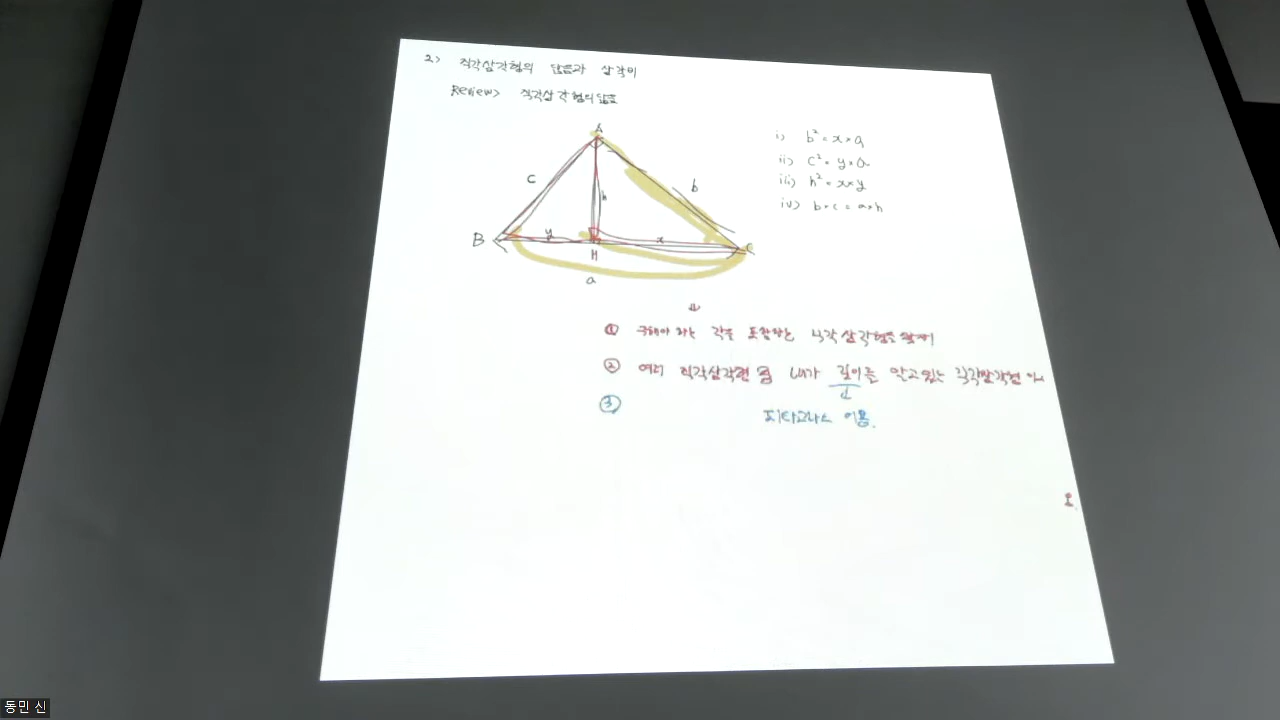 2> 직각삼각형의 닮음과 삼각비
Review> 직각삼각형의 닮음
A
C
b
h
B
y
x
H
a
i) b² = x × a
ii) c² = y × a
iii) h² = x × y
iv) b × c = a × h
① 구해야 하는 각을 포함하는 직각삼각형을 찾기
② 여러 직각삼각형 중 내가 길이를 알고있는 직각삼각형
③
피타고라스 이용.
동민 신